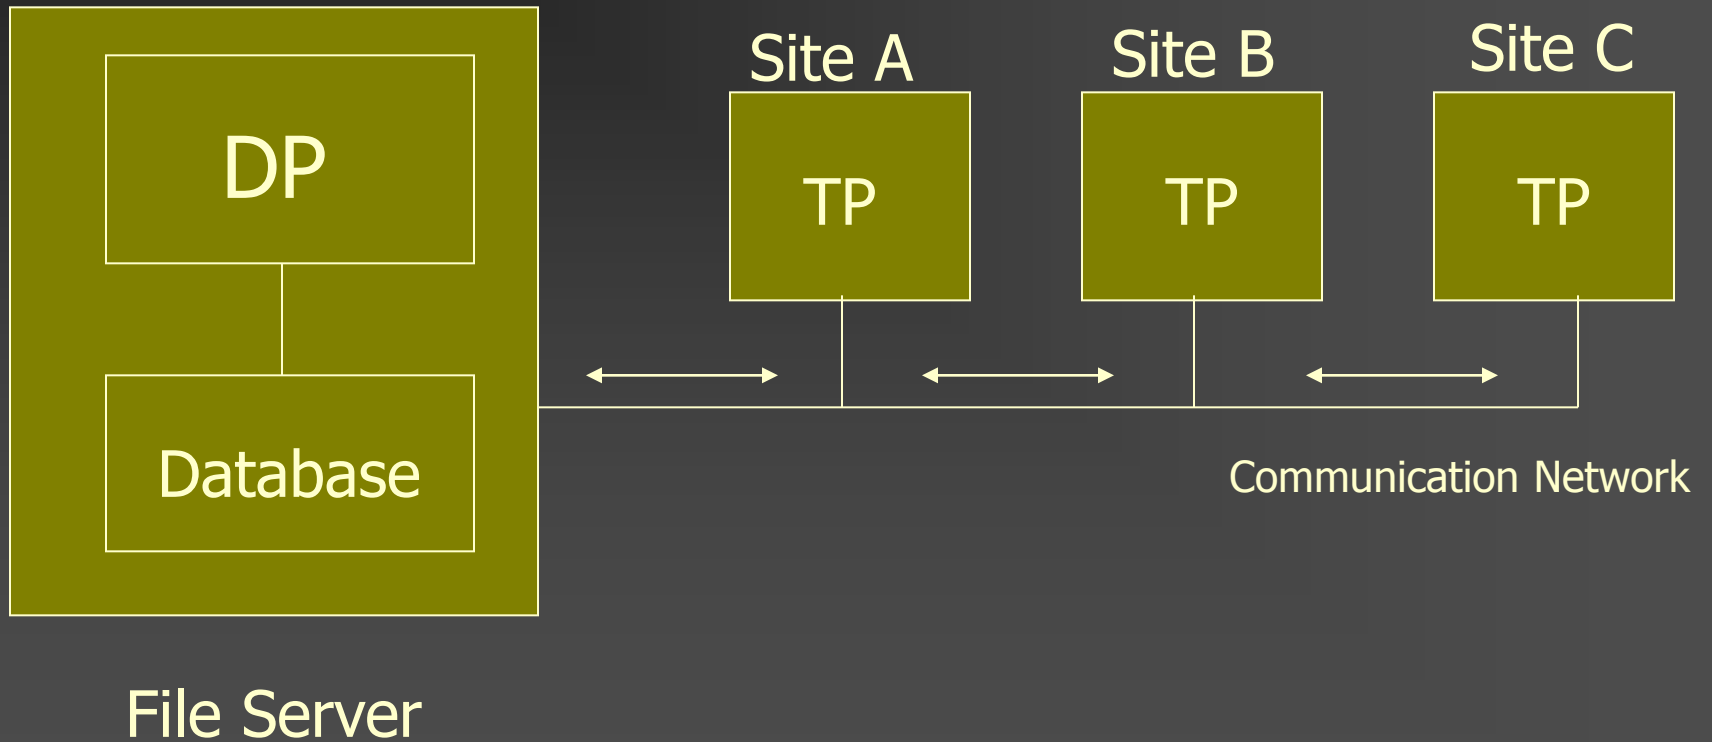 DP
Database
File Server
Site A
TP
Site B
TP
Site C
TP
Communication Network